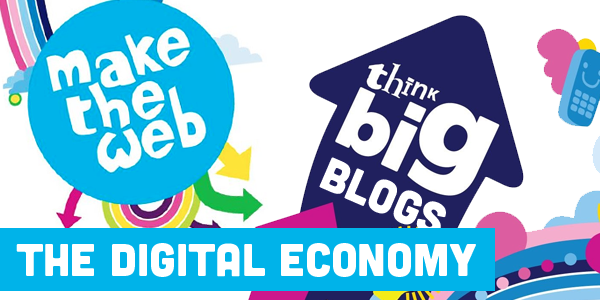 make
the
web
think
big
BLOGS
THE DIGITAL ECONOMY